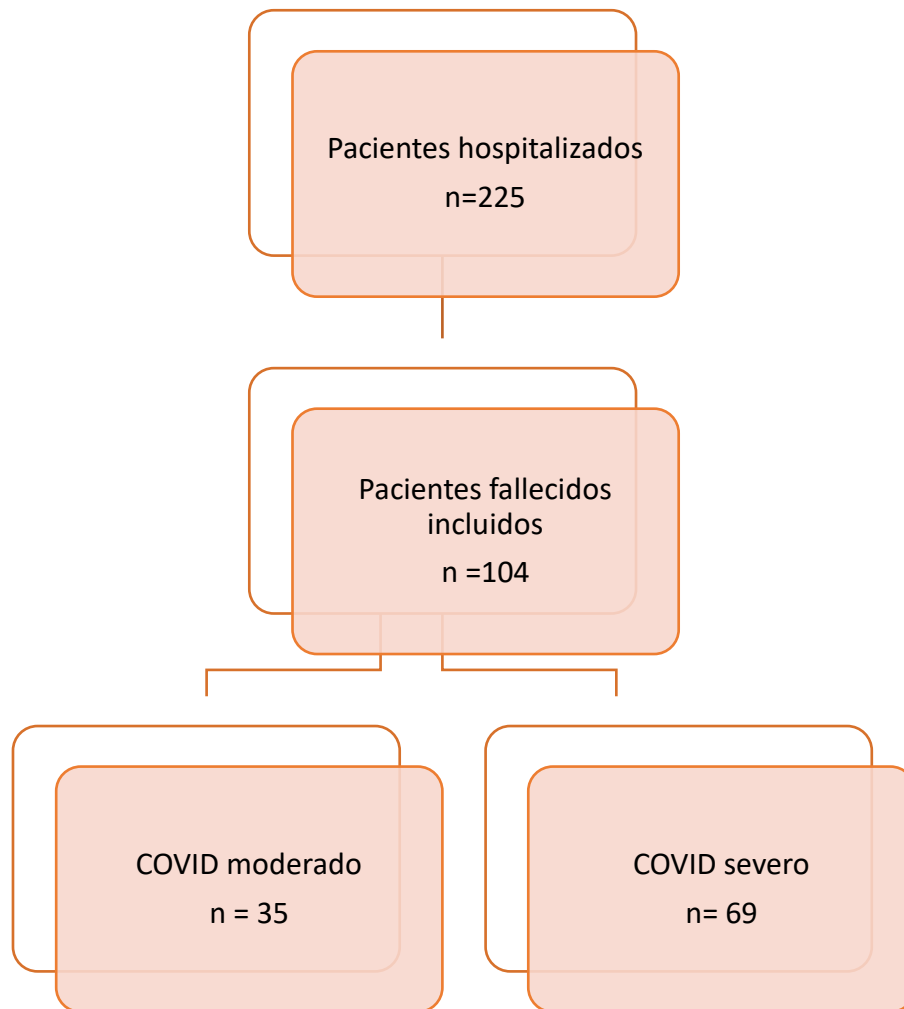 Pacientes hospitalizados
n=225
Pacientes fallecidos
incluidos
n =104
COVID moderado
n = 35
COVID severo
n= 69